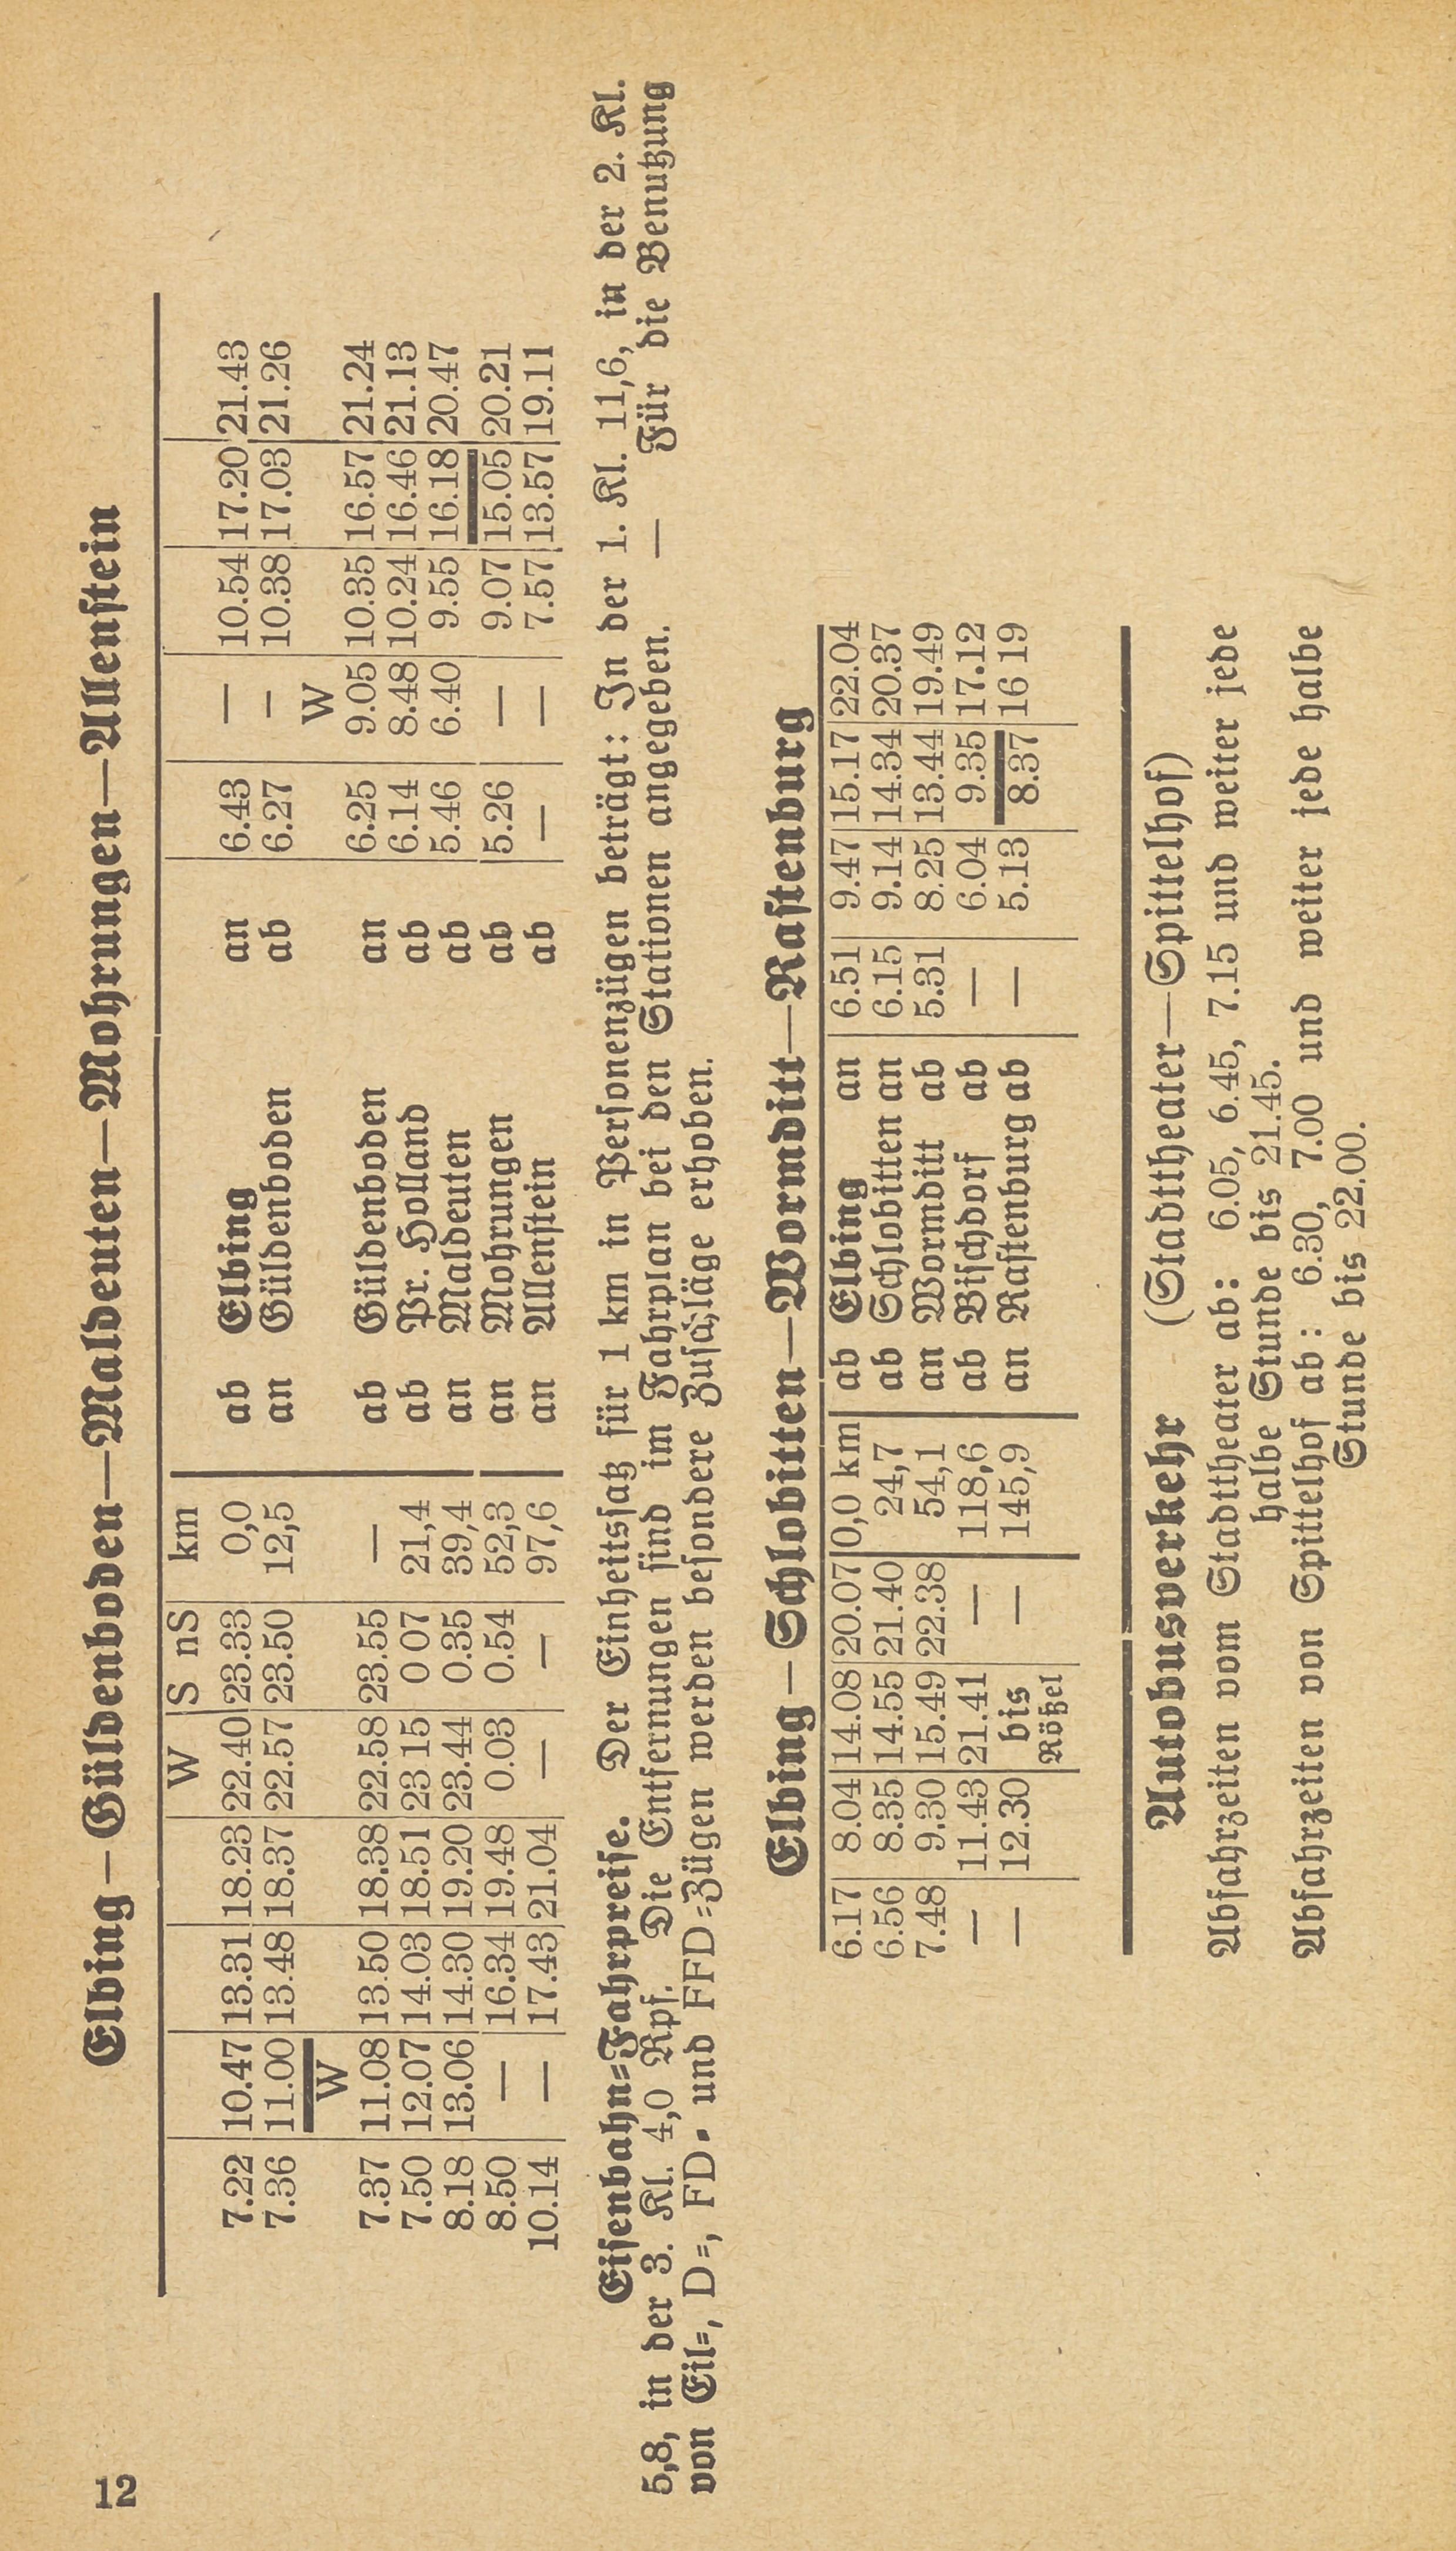 12
Elbing—Güldenboden—Maldeuten—Mohrungen—Allenstein
W S nS km
7.22 10.47 13.31 18.23 22.40 23.33 0,0 ab Elbing an 6.43 — 10.54 17.20 21.43
7.36 11.00 13.48 18.37 22.57 23.50 12,5 an Güldenboden ab 6.27 — 10.38 17.03 21.26
W W
7.37 11.08 13.50 18.38 22.58 23.55 — ab Güldenboden an 6.25 9.05 10.35 16.57 21.24
7.50 12.07 14.03 18.51 23 15 0 07 21,4 ab Pr. Holland ab 6.14 8.48 10.24 16.46 21.13
8.18 13.06 14.30 19.20 23.44 0.35 39,4 an Maldeuten ab 5.46 6.40 9.55 16.18 20.47
8.50 — 16.34 19.48 0.03 0.54 52,3 an Mohrungen ab 5.26 — 9.07 15.05 20.21
10.14 — 17.43 21.04 — — 97,6 an Allenstein ab — — 7.57 13.57 19.11
Eisenbahn=Fahrpreise. Der Einheitssatz für 1 km in Personenzügen beträgt: In der 1. Kl. 11,6, in der 2. Kl.
5,8, in der 3. Kl. 4,0 Rpf. Die Entfernungen sind im Fahrplan bei den Stationen angegeben. — Für die Benutzung
von Eil=, D=, FD= und FFD=Zügen werden besondere Zuschläge erhoben.
Elbing—Schlobitten—Wormditt—Rastenburg
6.17 8.04 14.08 20.07 0,0 km ab Elbing an 6.51 9.47 15.17 22.04
6.56 8.35 14.55 21.40 24,7 ab Schlobitten an 6.15 9.14 14.34 20.37
7.48 9.30 15.49 22.38 54,1 an Wormditt ab 5.31 8.25 13.44 19.49
— 11.43 21.41 — 118,6 ab Bischdorf ab — 6.04 9.35 17.12
— 12.30 bis — 145,9 an Rastenburg ab — 5.13 8.37 16 19
Rößel
Autobusverkehr (Stadttheater—Spittelhof)
Abfahrzeiten vom Stadttheater ab: 6.05, 6.45, 7.15 und weiter jede
halbe Stunde bis 21.45.
Abfahrzeiten von Spittelhof ab: 6.30, 7.00 und weiter jede halbe
Stunde bis 22.00.